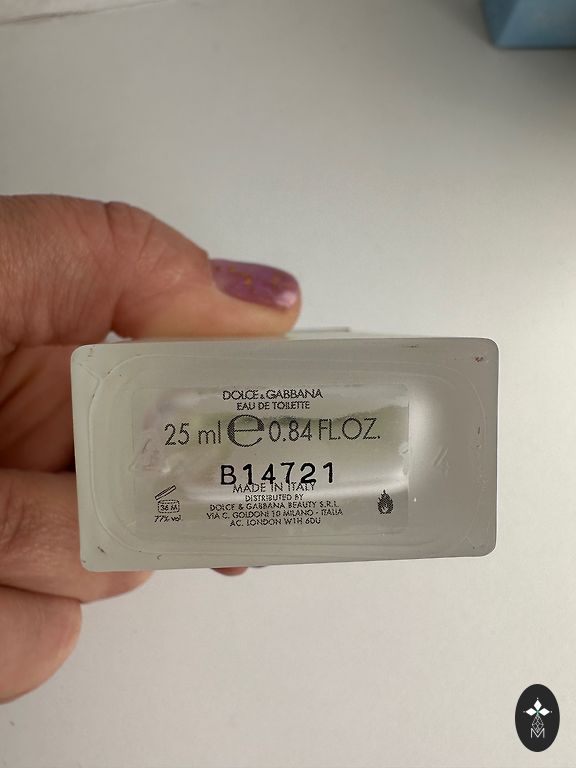 DOLCE & GABBANA
EAU DE TOILETTE
25 ml e 0.84 FL.OZ.
B14721
MADE IN ITALY
DISTRIBUTED BY
DOLCE & GABBANA BEAUTY S.R.L.
VIA C. GOLDONI 10 MILANO - ITALIA
AC. LONDON W1H 6DU
36 M
77% vol.
M